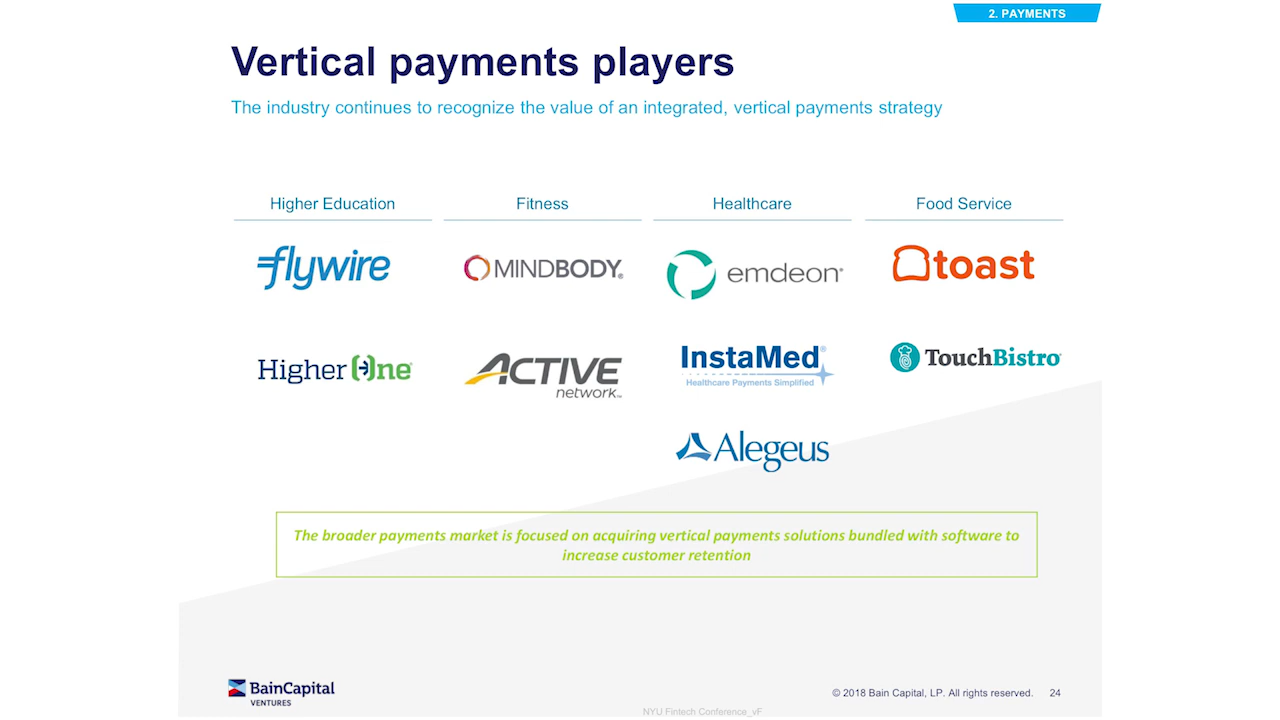 2. PAYMENTS
Vertical payments players
The industry continues to recognize the value of an integrated, vertical payments strategy
Higher Education
Fitness
Healthcare
Food Service
flywire
MINDBODY®
emdeon®
toast
Higher One®
ACTIVE
network™
InstaMed®
Healthcare Payments Simplified
TouchBistro
Alegeus
The broader payments market is focused on acquiring vertical payments solutions bundled with software to
increase customer retention
BainCapital
VENTURES
© 2018 Bain Capital, LP. All rights reserved. 24
NYU Fintech Conference_vF